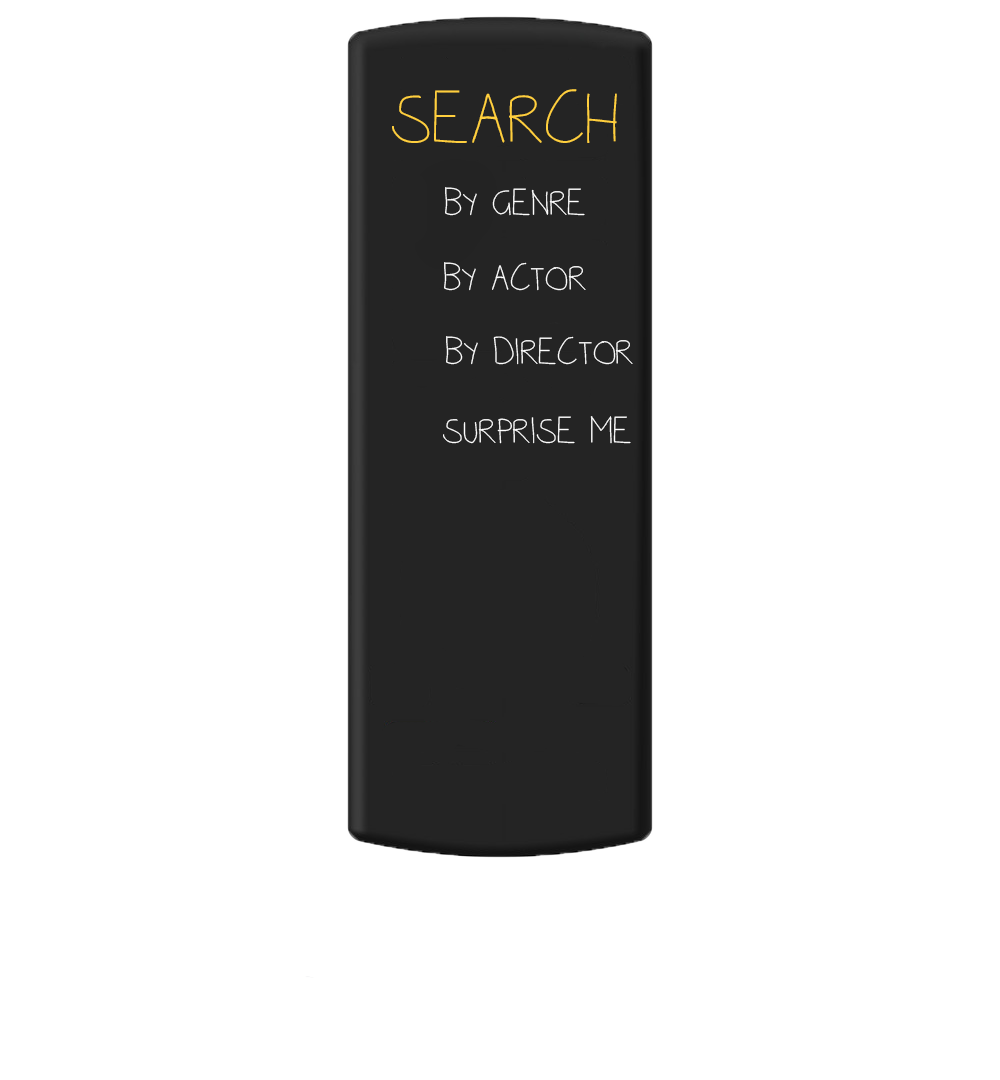 SEARCH
By GENRE
By ACTOR
By DIRECTOR
SURPRISE ME